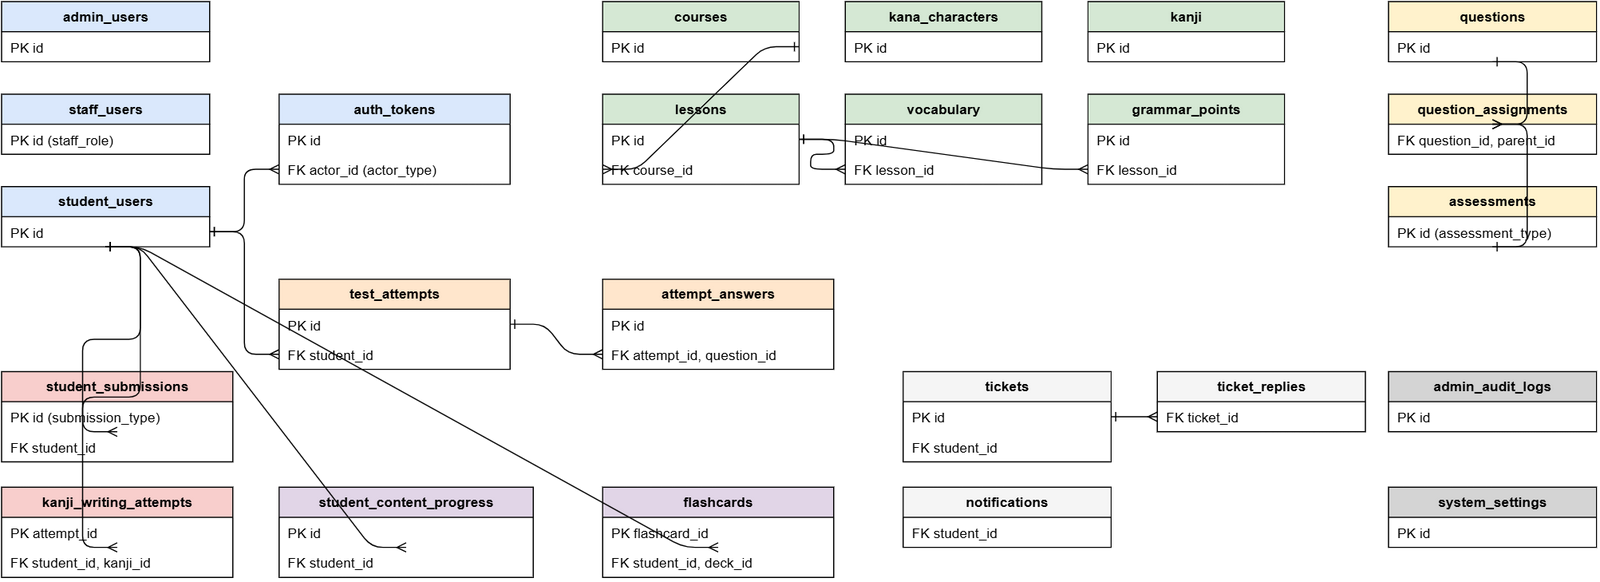 admin_users
PK id
courses
PK id
kana_characters
PK id
kanji
PK id
questions
PK id
staff_users
PK id (staff_role)
auth_tokens
PK id
FK actor_id (actor_type)
lessons
PK id
FK course_id
vocabulary
PK id
FK lesson_id
grammar_points
PK id
FK lesson_id
question_assignments
FK question_id, parent_id
student_users
PK id
assessments
PK id (assessment_type)
test_attempts
PK id
FK student_id
attempt_answers
PK id
FK attempt_id, question_id
student_submissions
PK id (submission_type)
FK student_id
tickets
PK id
FK student_id
ticket_replies
FK ticket_id
admin_audit_logs
PK id
kanji_writing_attempts
PK attempt_id
FK student_id, kanji_id
student_content_progress
PK id
FK student_id
flashcards
PK flashcard_id
FK student_id, deck_id
notifications
FK student_id
system_settings
PK id